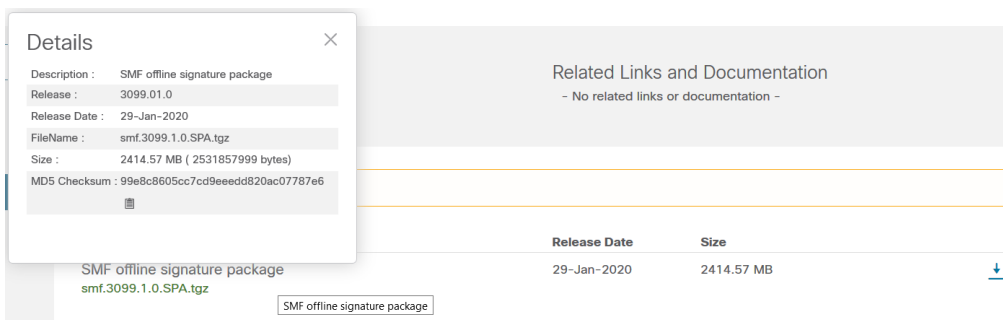 Details
Description : SMF offline signature package
Release : 3099.01.0
Release Date : 29-Jan-2020
FileName : smf.3099.1.0.SPA.tgz
Size : 2414.57 MB ( 2531857999 bytes)
MD5 Checksum : 99e8c8605cc7cd9eeedd820ac07787e6
Related Links and Documentation
- No related links or documentation -
Release Date Size
SMF offline signature package 29-Jan-2020 2414.57 MB
smf.3099.1.0.SPA.tgz
SMF offline signature package